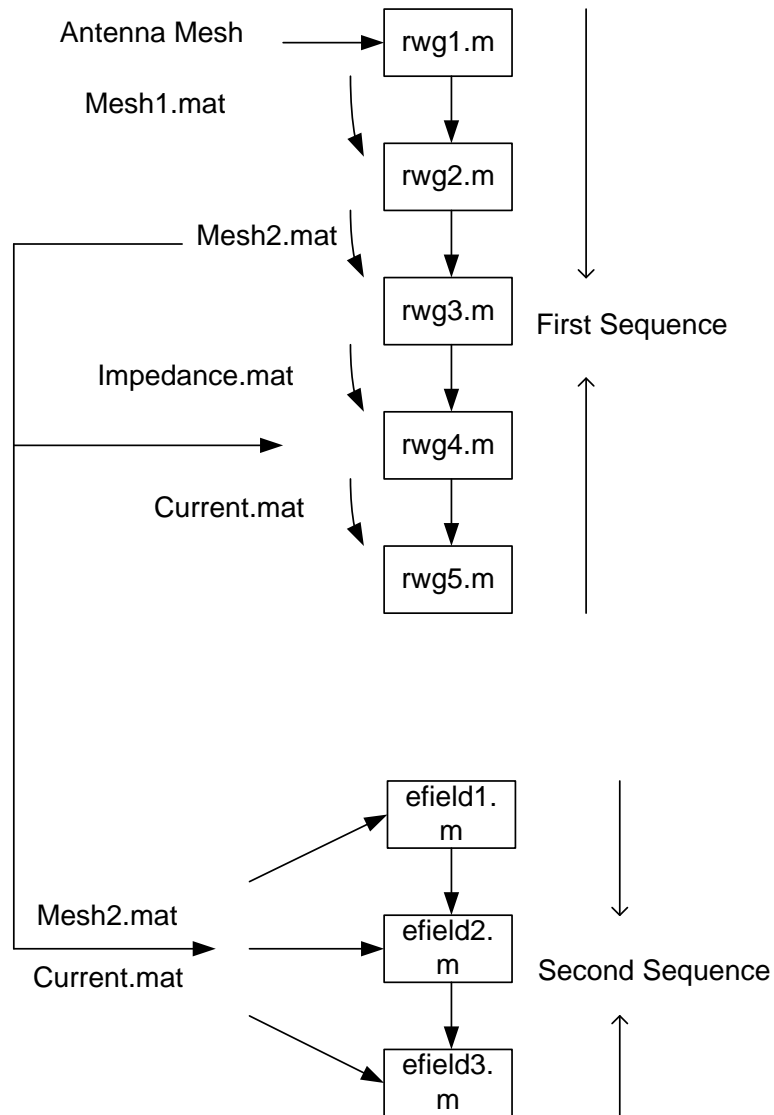 Antenna Mesh
rwg1.m
Mesh1.mat
rwg2.m
Mesh2.mat
rwg3.m
First Sequence
Impedance.mat
rwg4.m
Current.mat
rwg5.m
efield1.
m
Mesh2.mat
efield2.
m
Current.mat
Second Sequence
efield3.
m